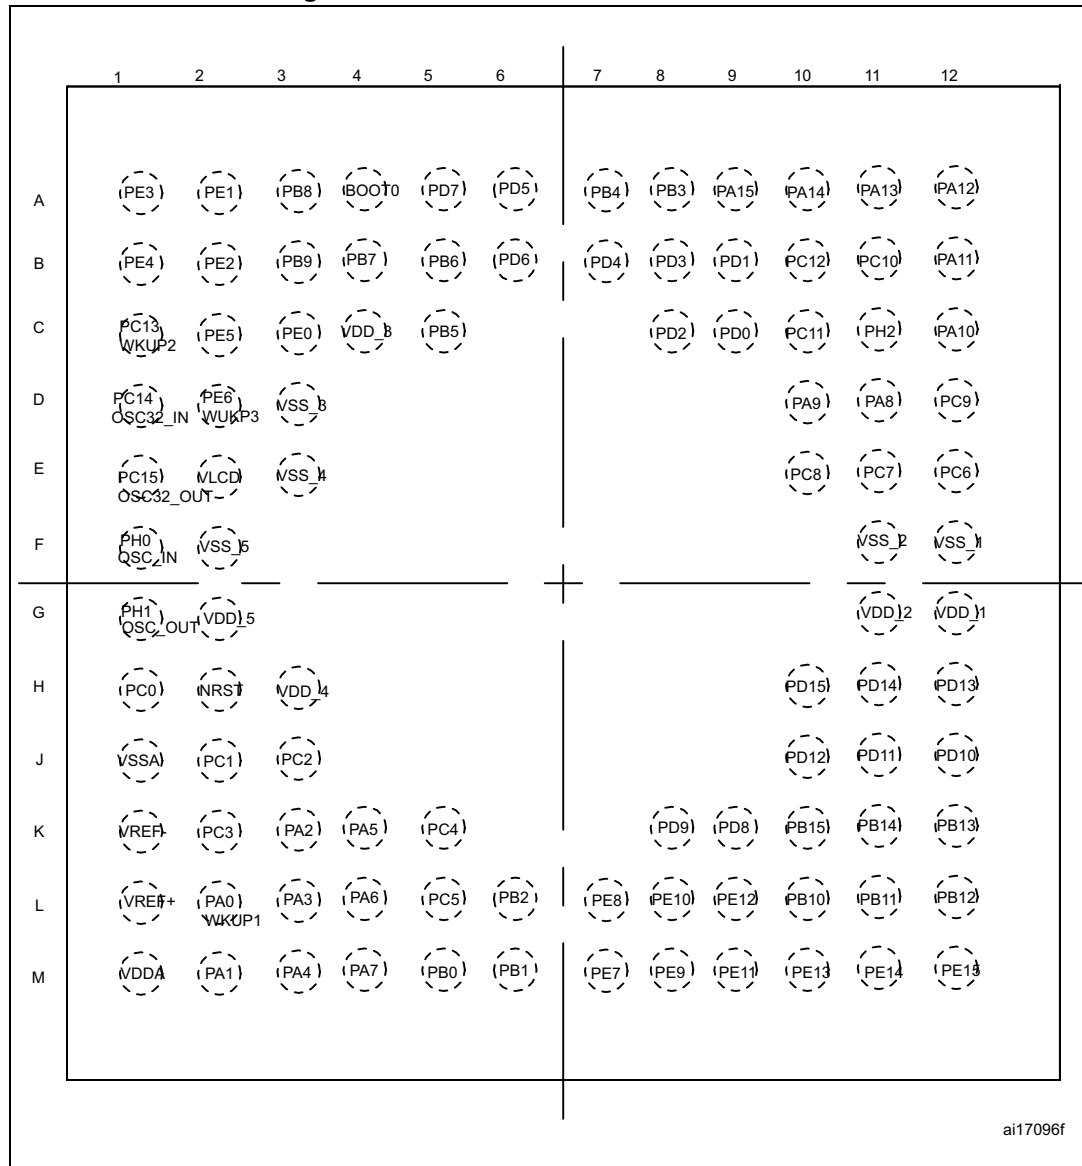 1 2 3 4 5 6 7 8 9 10 11 12
A PE3 PE1 PB8 BOOT0 PD7 PD5 PB4 PB3 PA15 PA14 PA13 PA12
B PE4 PE2 PB9 PB7 PB6 PD6 PD4 PD3 PD1 PC12 PC10 PA11
C PC13 PE5 PE0 VDD_3 PB5 PD2 PD0 PC11 PH2 PA10
WKUP2
D PC14 PE6 VSS_3 PA9 PA8 PC9
OSC32_IN WUKP3
E PC15 VLCD VSS_4 PC8 PC7 PC6
OSC32_OUT
F PH0 VSS_5 VSS_2 VSS_1
OSC_IN
G PH1 VDD_5 VDD_2 VDD_1
OSC_OUT
H PC0 NRST VDD_4 PD15 PD14 PD13
J VSSA PC1 PC2 PD12 PD11 PD10
K VREF- PC3 PA2 PA5 PC4 PD9 PD8 PB15 PB14 PB13
L VREF+ PA0 PA3 PA6 PC5 PB2 PE8 PE10 PE12 PB10 PB11 PB12
WKUP1
M VDDA PA1 PA4 PA7 PB0 PB1 PE7 PE9 PE11 PE13 PE14 PE15
ai17096f